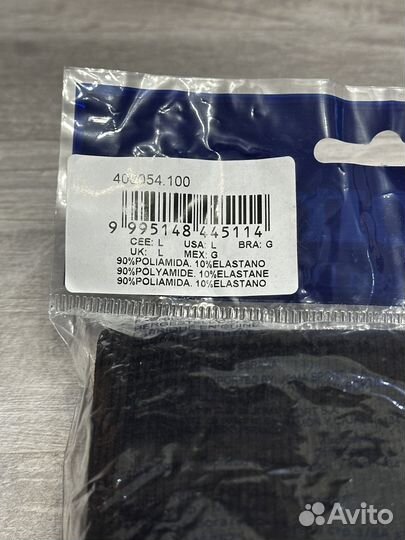 400054.100
9 995148 445114
CEE: L USA: L BRA: G
UK: L MEX: G
90%POLIAMIDA. 10%ELASTANO
90%POLYAMIDE. 10%ELASTANE
90%POLIAMIDA. 10%ELASTANO
Avito